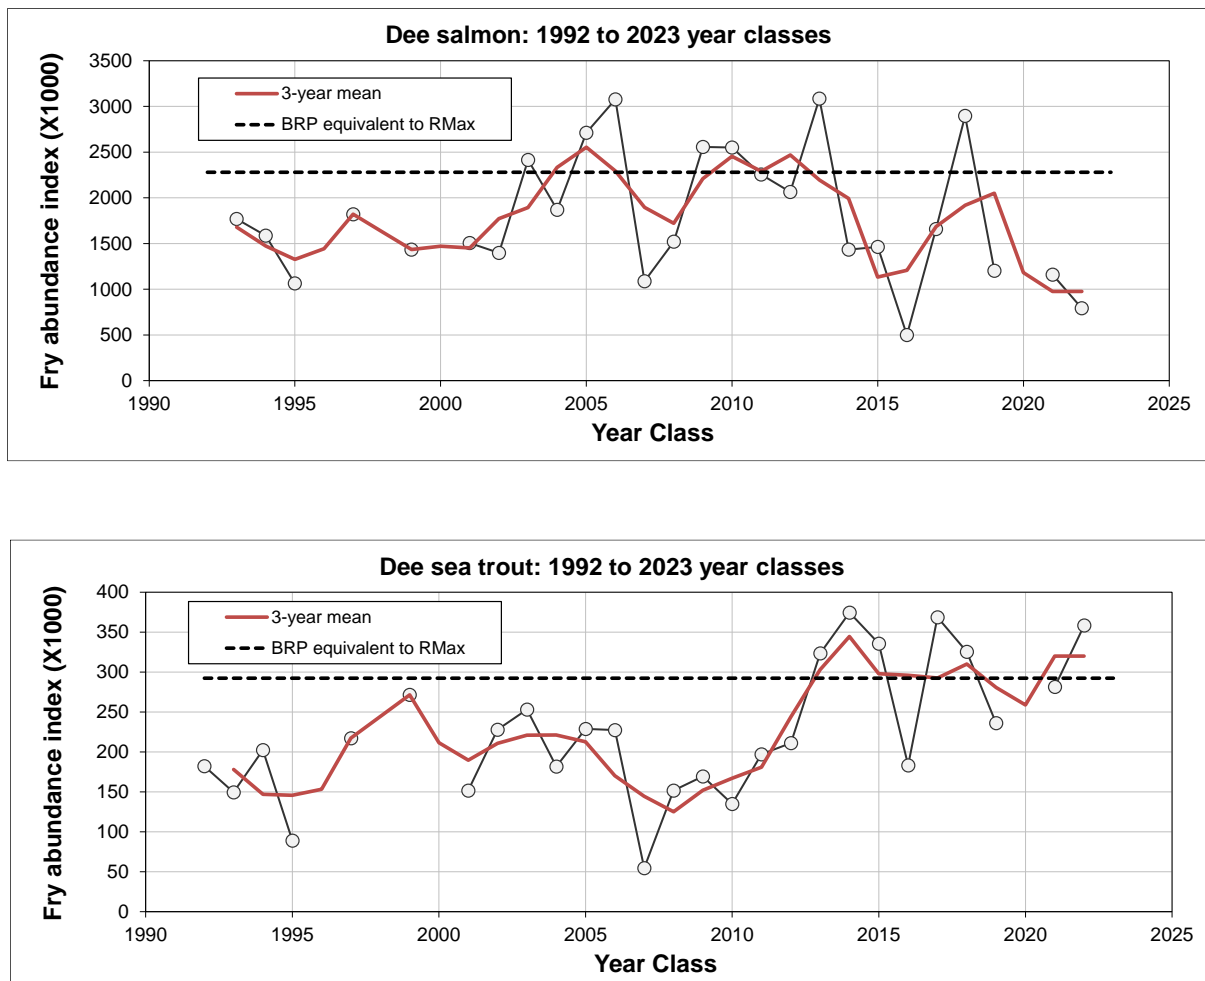 Dee salmon: 1992 to 2023 year classes
Fry abundance index (X1000)
3500
3000
2500
2000
1500
1000
500
0
3-year mean
BRP equivalent to RMax
1990 1995 2000 2005 2010 2015 2020 2025
Year Class
Dee sea trout: 1992 to 2023 year classes
Fry abundance index (X1000)
400
350
300
250
200
150
100
50
0
3-year mean
BRP equivalent to RMax
1990 1995 2000 2005 2010 2015 2020 2025
Year Class